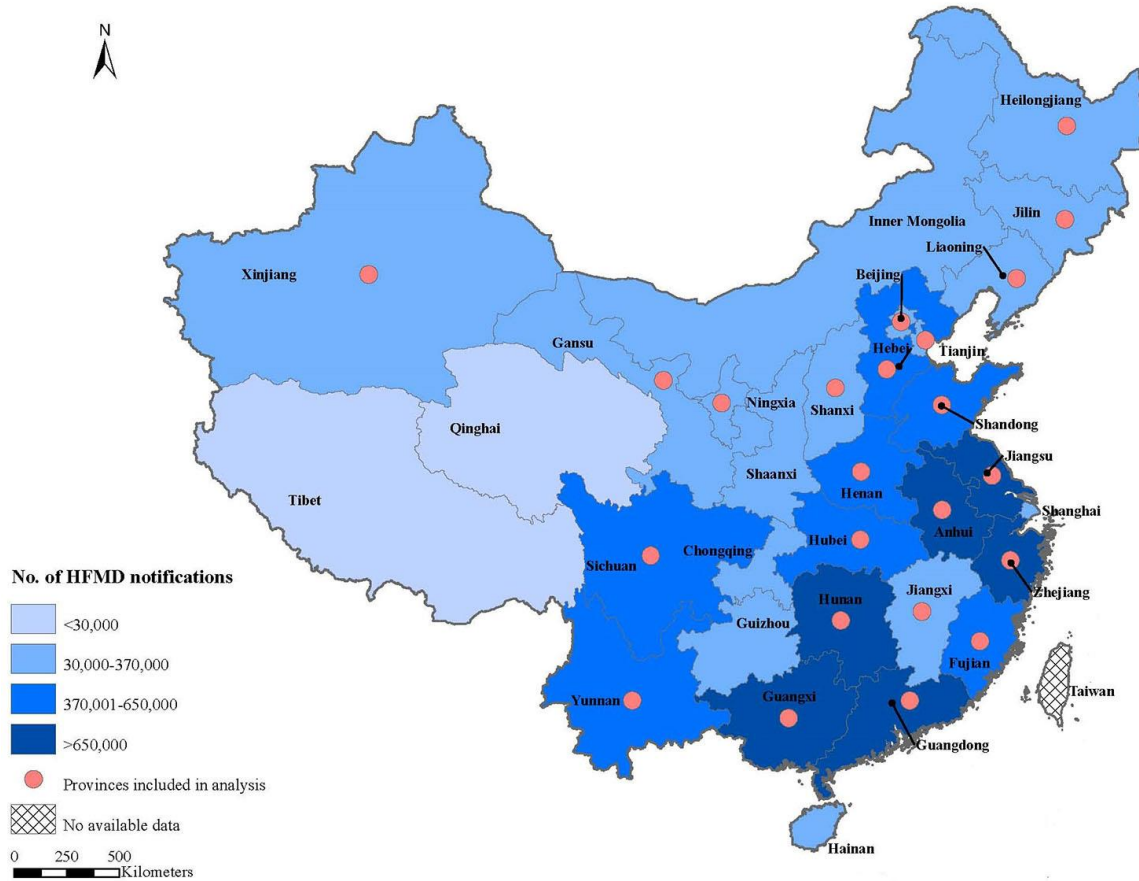 N
Heilongjiang
Jilin
Inner Mongolia
Liaoning
Beijing
Xinjiang
Gansu
Hebei
Tianjin
Ningxia
Shanxi
Qinghai
Shandong
Jiangsu
Shaanxi
Henan
Tibet
Shanghai
Anhui
Hubei
Chongqing
Sichuan
Zhejiang
Jiangxi
Hunan
Guizhou
Fujian
Taiwan
Guangxi
Yunnan
Guangdong
Hainan
No. of HFMD notifications
<30,000
30,000-370,000
370,001-650,000
>650,000
Provinces included in analysis
No available data
0 250 500
Kilometers